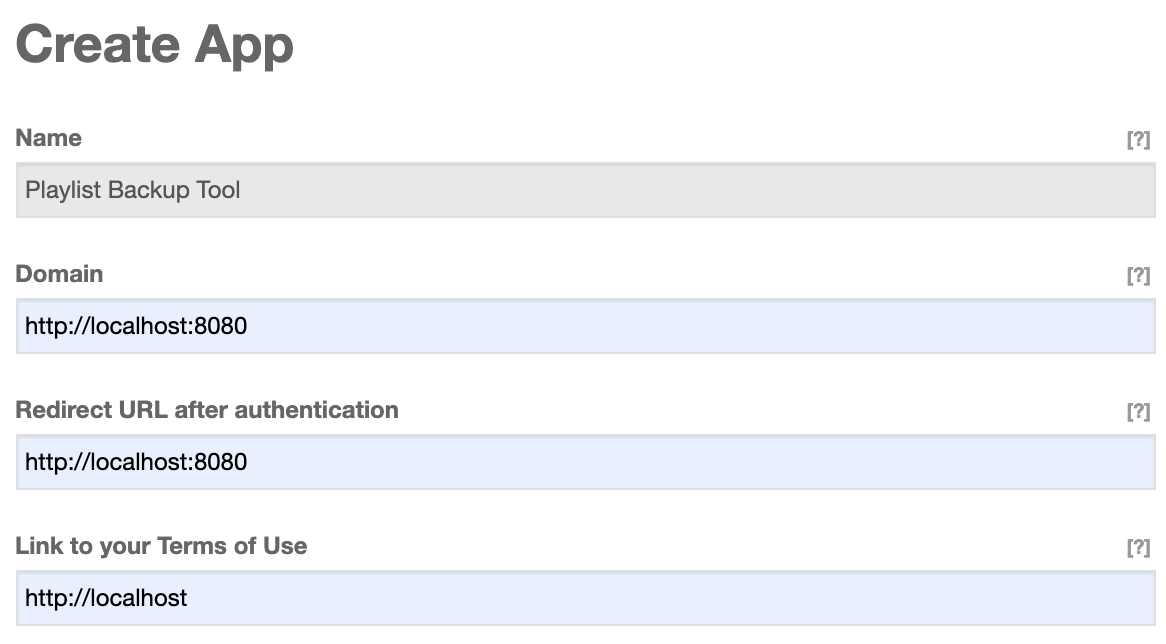 Create App
Name [?]
Playlist Backup Tool
Domain [?]
http://localhost:8080
Redirect URL after authentication [?]
http://localhost:8080
Link to your Terms of Use [?]
http://localhost